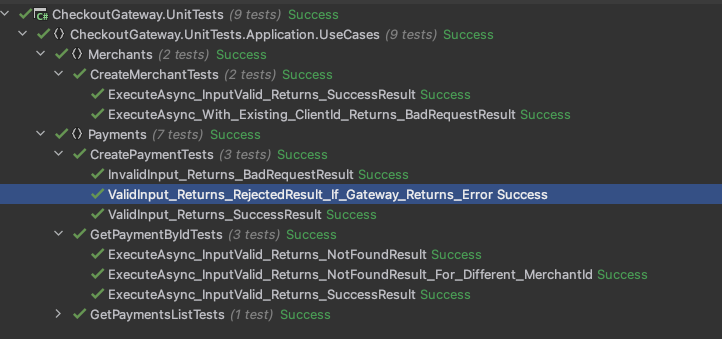 C# CheckoutGateway.UnitTests (9 tests) Success
{} CheckoutGateway.UnitTests.Application.UseCases (9 tests) Success
{} Merchants (2 tests) Success
CreateMerchantTests (2 tests) Success
ExecuteAsync_InputValid_Returns_SuccessResult Success
ExecuteAsync_With_Existing_ClientId_Returns_BadRequestResult Success
{} Payments (7 tests) Success
CreatePaymentTests (3 tests) Success
InvalidInput_Returns_BadRequestResult Success
ValidInput_Returns_RejectedResult_If_Gateway_Returns_Error Success
ValidInput_Returns_SuccessResult Success
GetPaymentByIdTests (3 tests) Success
ExecuteAsync_InputValid_Returns_NotFoundResult Success
ExecuteAsync_InputValid_Returns_NotFoundResult_For_Different_MerchantId Success
ExecuteAsync_InputValid_Returns_SuccessResult Success
GetPaymentsListTests (1 test) Success